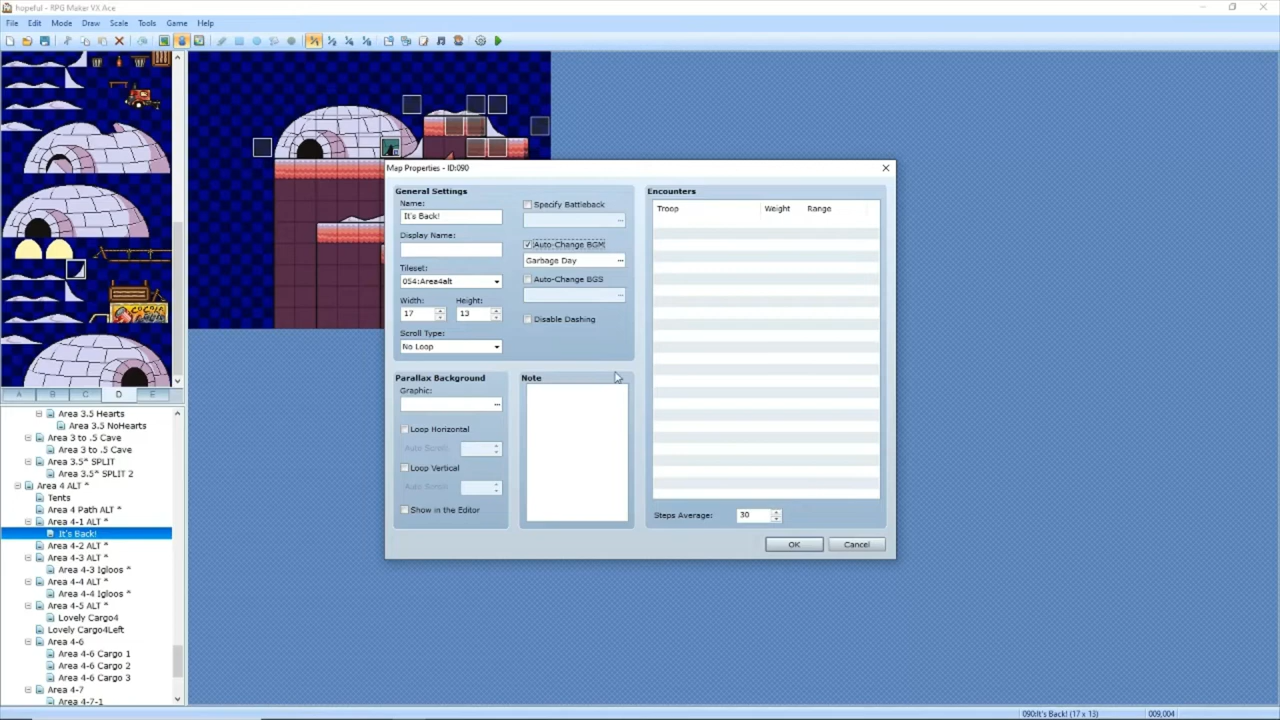 hopeful - RPG Maker VX Ace
File Edit Mode Draw Scale Tools Game Help
Map Properties - ID:090
General Settings
Name:
It's Back!
Display Name:
Tileset:
054:Area4alt
Width: Height:
17 13
Scroll Type:
No Loop
Specify Battleback
Auto-Change BGM
Garbage Day
Auto-Change BGS
Disable Dashing
Parallax Background
Graphic:
Loop Horizontal
Auto Scroll:
Loop Vertical
Auto Scroll:
Show in the Editor
Note
Encounters
Troop Weight Range
Steps Average: 30
OK Cancel
A B C D E
Area 3.5 Hearts
Area 3.5 NoHearts
Area 3 to .5 Cave
Area 3 to .5 Cave
Area 3.5* SPLIT
Area 3.5* SPLIT 2
Area 4 ALT ^
Tents
Area 4 Path ALT ^
Area 4-1 ALT ^
It's Back!
Area 4-2 ALT ^
Area 4-3 ALT ^
Area 4-3 Igloos ^
Area 4-4 ALT ^
Area 4-4 Igloos ^
Area 4-5 ALT ^
Lovely Cargo4
Lovely Cargo4Left
Area 4-6
Area 4-6 Cargo 1
Area 4-6 Cargo 2
Area 4-6 Cargo 3
Area 4-7
Area 4-7-1
090:It's Back! (17 x 13) 009,004